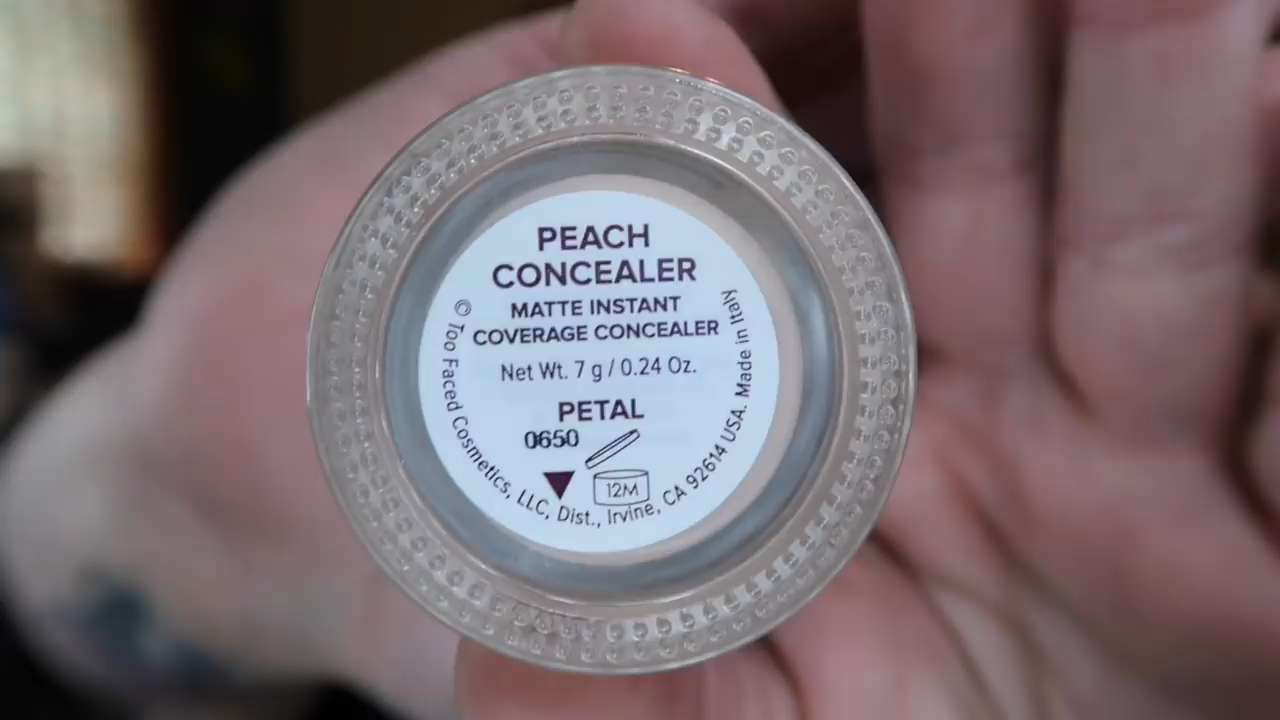 PEACH
CONCEALER
MATTE INSTANT
COVERAGE CONCEALER
Net Wt. 7 g / 0.24 Oz.
PETAL
0650
12M
© Too Faced Cosmetics, LLC, Dist., Irvine, CA 92614 USA. Made in Italy